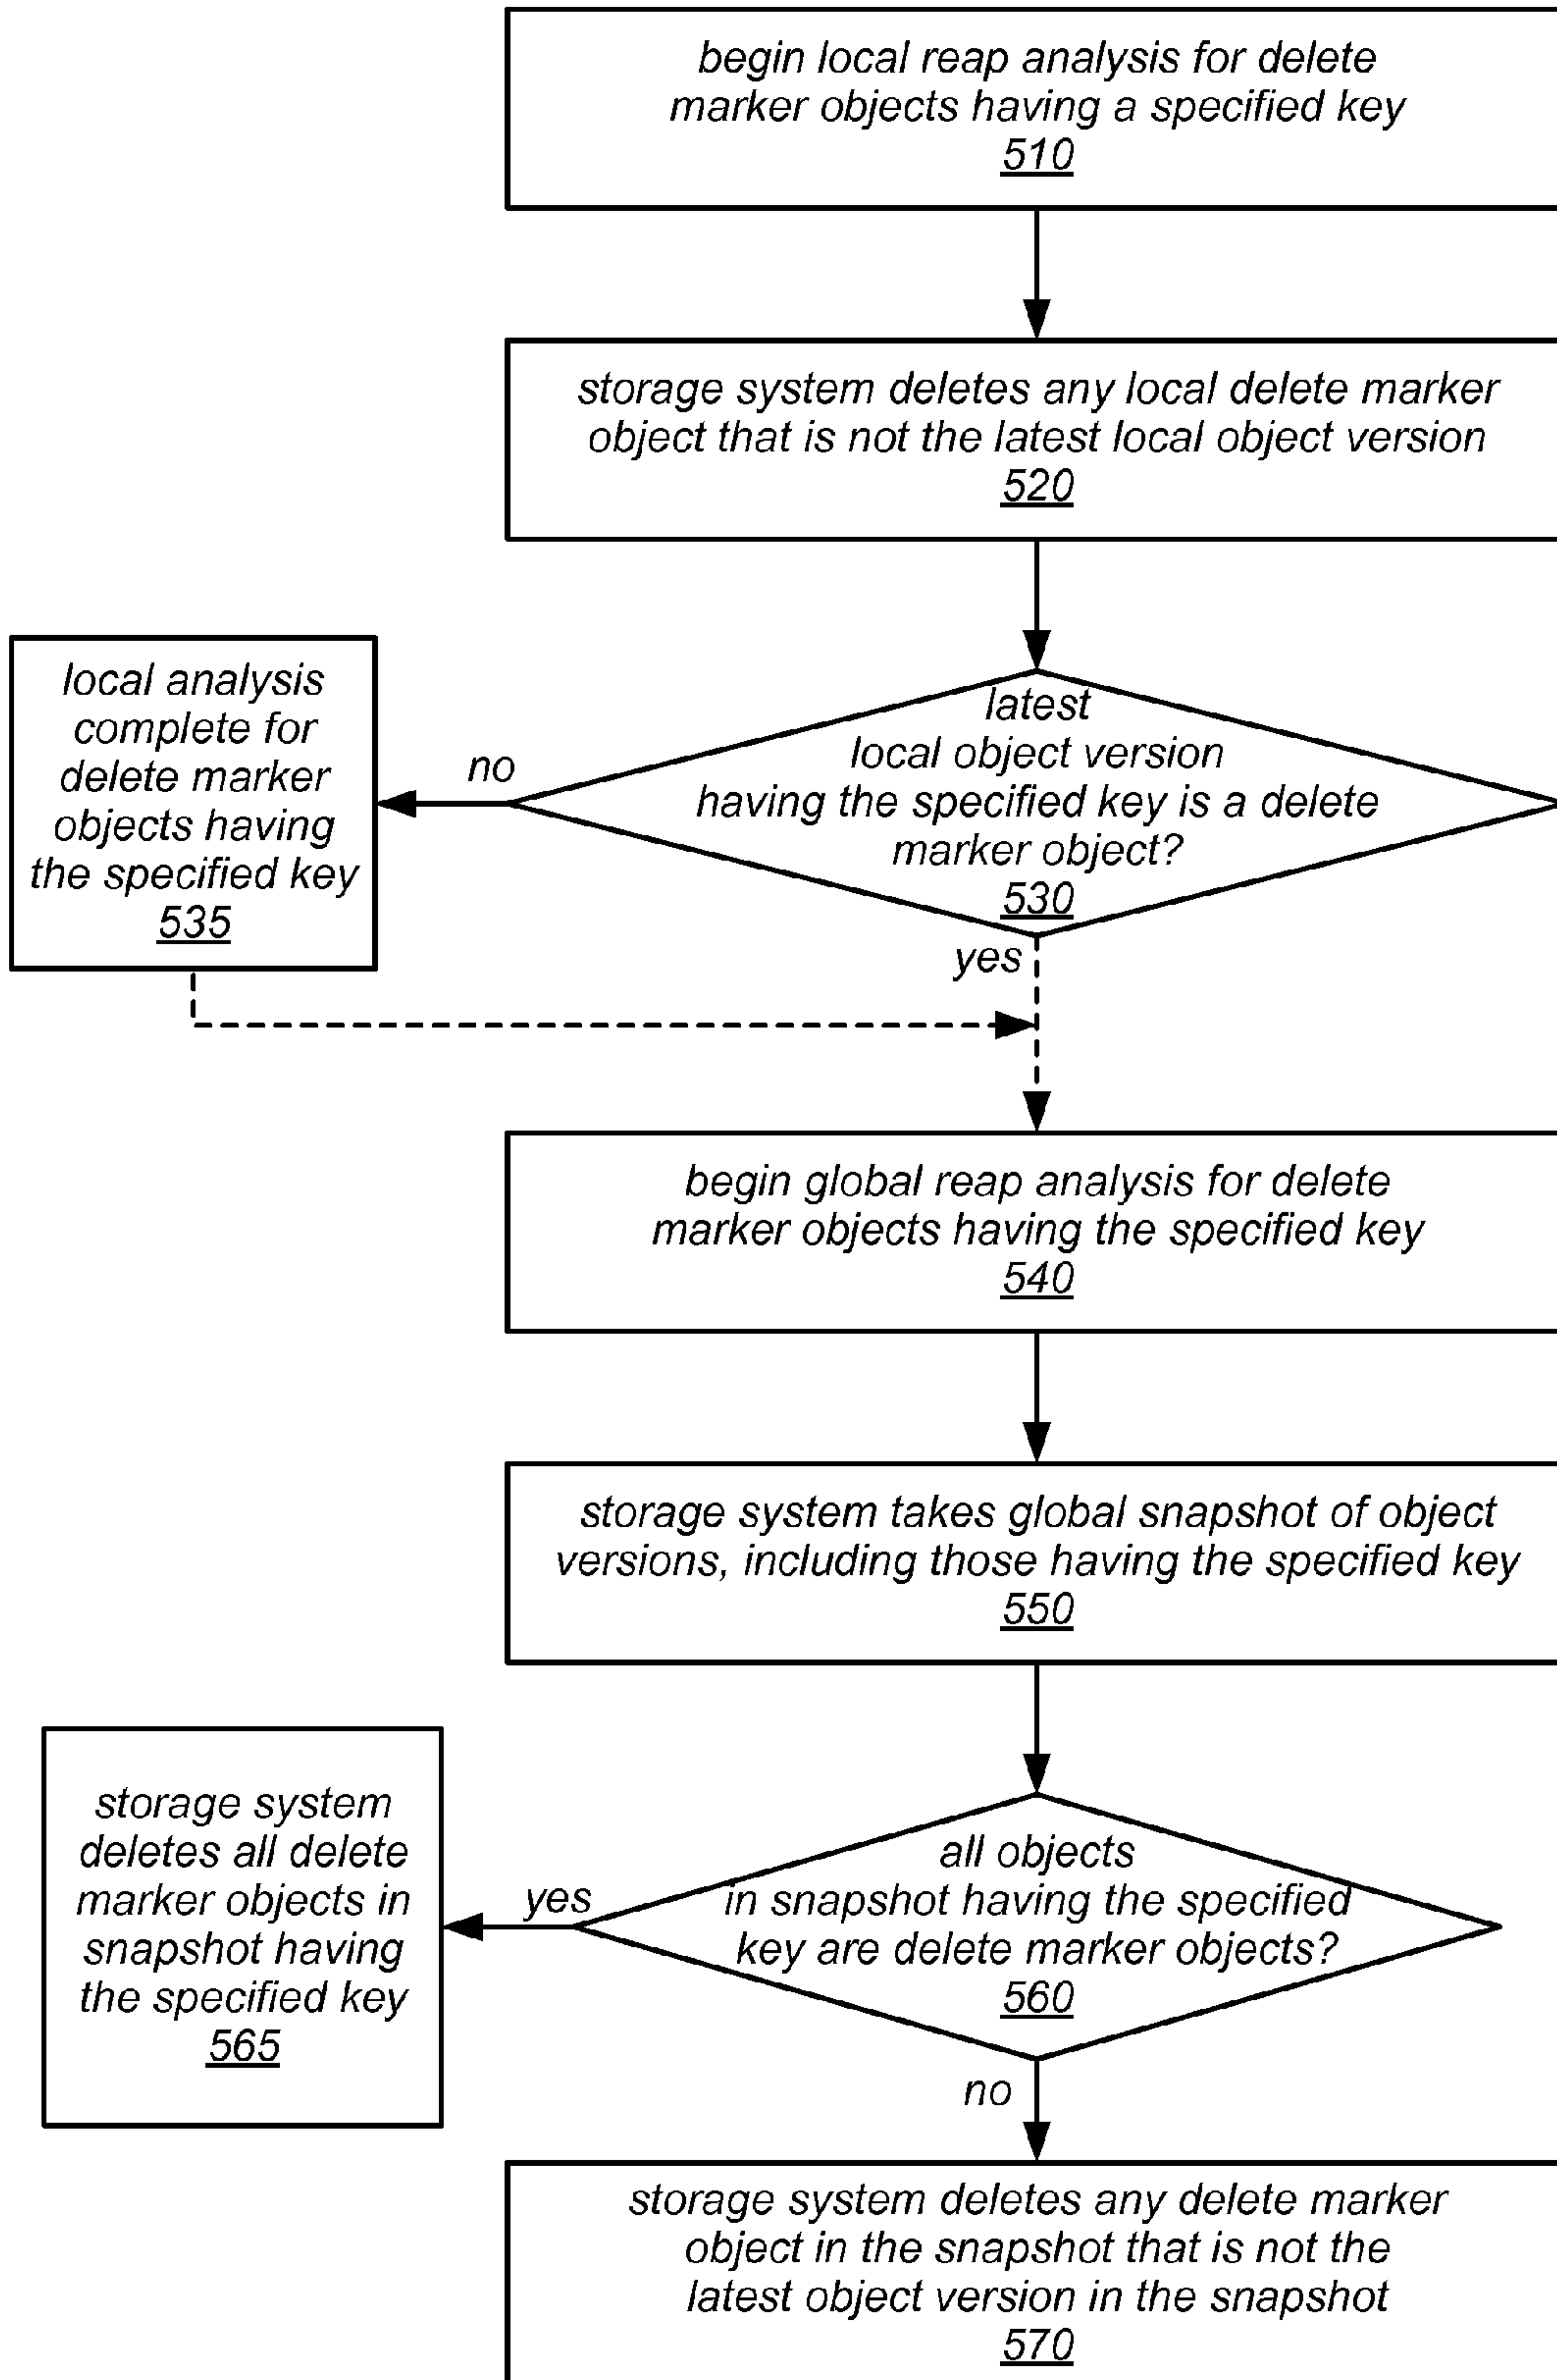 begin local reap analysis for delete
marker objects having a specified key
510
storage system deletes any local delete marker
object that is not the latest local object version
520
latest
local object version
having the specified key is a delete
marker object?
530
no
local analysis
complete for
delete marker
objects having
the specified key
535
yes
begin global reap analysis for delete
marker objects having the specified key
540
storage system takes global snapshot of object
versions, including those having the specified key
550
all objects
in snapshot having the specified
key are delete marker objects?
560
yes
storage system
deletes all delete
marker objects in
snapshot having
the specified key
565
no
storage system deletes any delete marker
object in the snapshot that is not the
latest object version in the snapshot
570